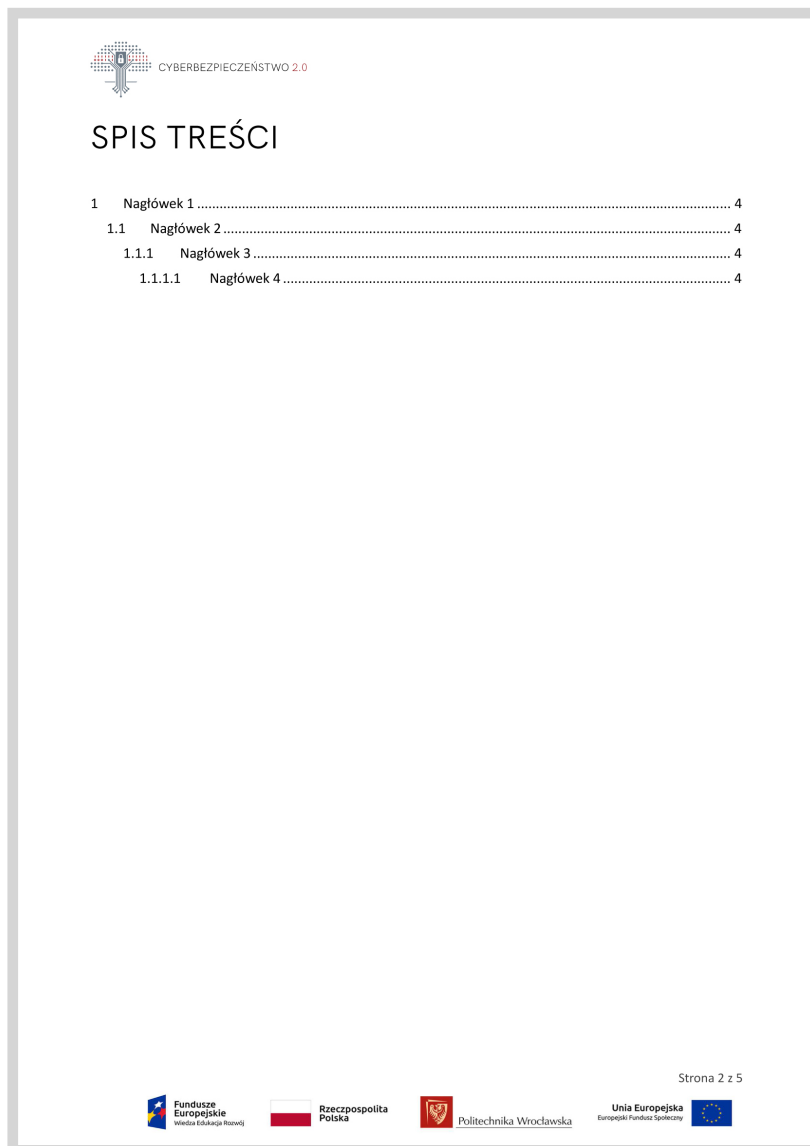 CYBERBEZPIECZEŃSTWO 2.0
SPIS TREŚCI
1 Nagłówek 1 ........................................................................ 4
1.1 Nagłówek 2 ........................................................................ 4
1.1.1 Nagłówek 3 ........................................................................ 4
1.1.1.1 Nagłówek 4 ........................................................................ 4
Strona 2 z 5
Fundusze
Europejskie
Wiedza Edukacja Rozwój
Rzeczpospolita
Polska
Politechnika Wrocławska
Unia Europejska
Europejski Fundusz Społeczny